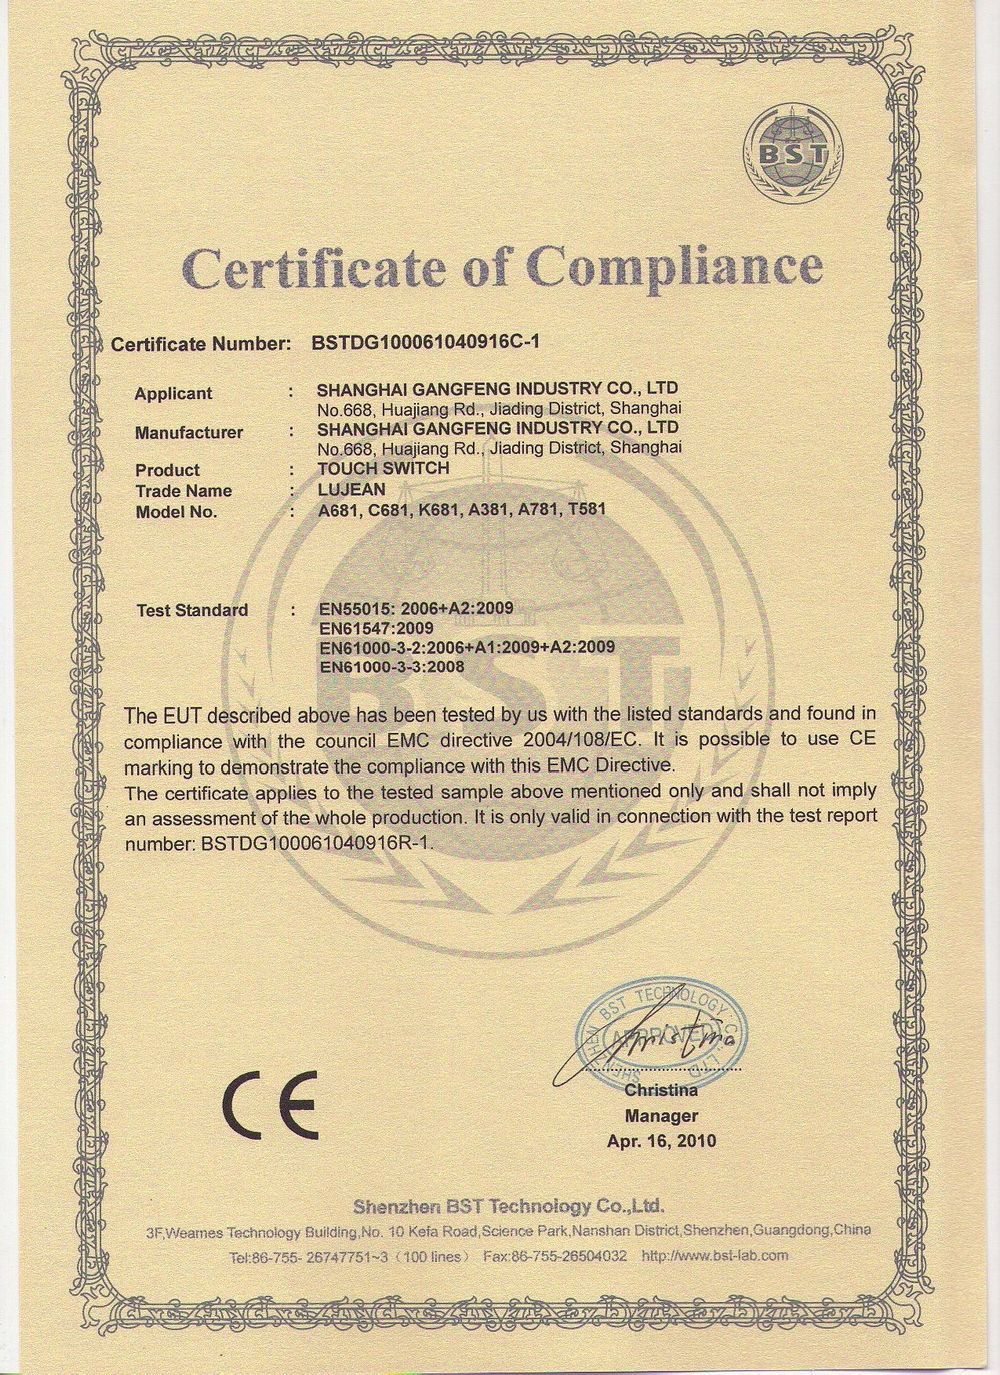 BST
Certificate of Compliance
Certificate Number: BSTDG100061040916C-1
Applicant : SHANGHAI GANGFENG INDUSTRY CO., LTD
No.668, Huajiang Rd., Jiading District, Shanghai
Manufacturer : SHANGHAI GANGFENG INDUSTRY CO., LTD
No.668, Huajiang Rd., Jiading District, Shanghai
Product : TOUCH SWITCH
Trade Name : LUJEAN
Model No. : A681, C681, K681, A381, A781, T581
Test Standard : EN55015: 2006+A2:2009
EN61547:2009
EN61000-3-2:2006+A1:2009+A2:2009
EN61000-3-3:2008
BST
The EUT described above has been tested by us with the listed standards and found in
compliance with the council EMC directive 2004/108/EC. It is possible to use CE
marking to demonstrate the compliance with this EMC Directive.
The certificate applies to the tested sample above mentioned only and shall not imply
an assessment of the whole production. It is only valid in connection with the test report
number: BSTDG100061040916R-1.
SHENZHEN BST TECHNOLOGY CO., LTD
APPROVED
Christina
CE
Christina
Manager
Apr. 16, 2010
Shenzhen BST Technology Co.,Ltd.
3F,Weames Technology Building,No. 10 Kefa Road,Science Park,Nanshan District,Shenzhen,Guangdong,China
Tel:86-755- 26747751~3（100 lines） Fax:86-755-26504032 http://www.bst-lab.com